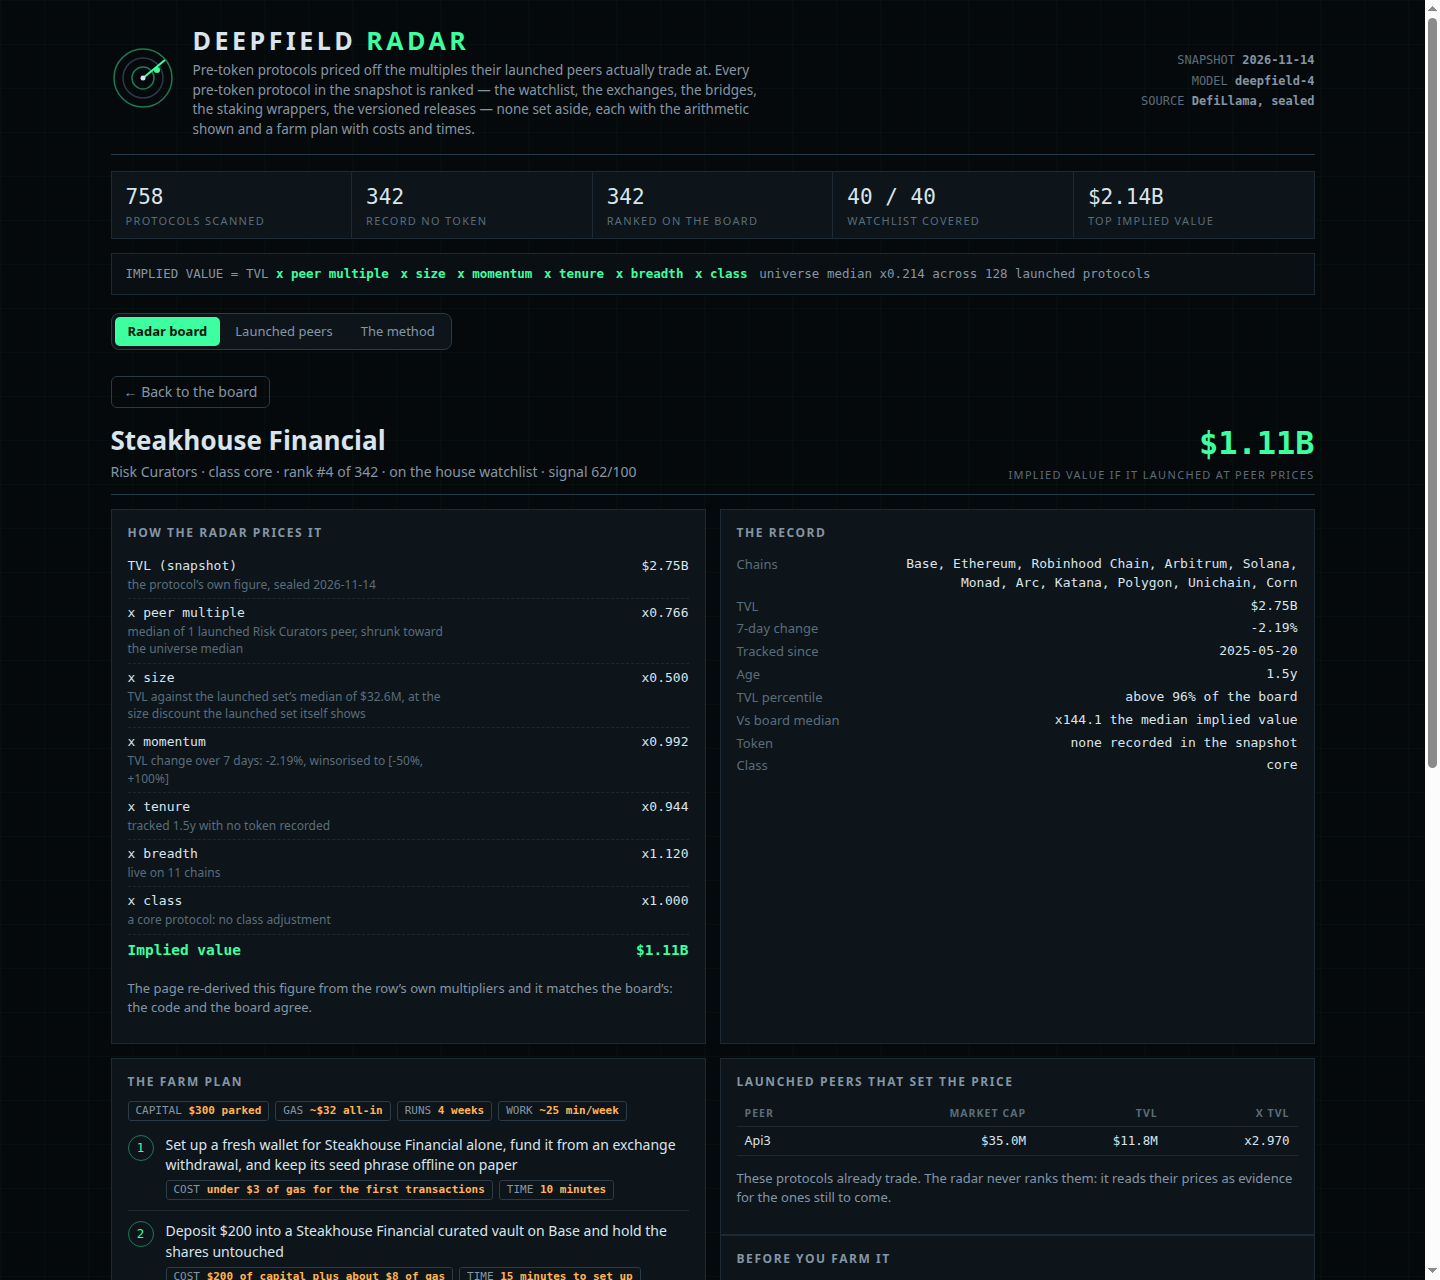 DEEPFIELD RADAR
Pre-token protocols priced off the multiples their launched peers actually trade at. Every
pre-token protocol in the snapshot is ranked — the watchlist, the exchanges, the bridges,
the staking wrappers, the versioned releases — none set aside, each with the arithmetic
shown and a farm plan with costs and times.
SNAPSHOT 2026-11-14
MODEL deepfield-4
SOURCE DefiLlama, sealed
758
PROTOCOLS SCANNED
342
RECORD NO TOKEN
342
RANKED ON THE BOARD
40 / 40
WATCHLIST COVERED
$2.14B
TOP IMPLIED VALUE
IMPLIED VALUE = TVL x peer multiple x size x momentum x tenure x breadth x class universe median x0.214 across 128 launched protocols
Radar board Launched peers The method
← Back to the board
Steakhouse Financial
Risk Curators · class core · rank #4 of 342 · on the house watchlist · signal 62/100
$1.11B
IMPLIED VALUE IF IT LAUNCHED AT PEER PRICES
HOW THE RADAR PRICES IT
TVL (snapshot) $2.75B
the protocol's own figure, sealed 2026-11-14
x peer multiple x0.766
median of 1 launched Risk Curators peer, shrunk toward
the universe median
x size x0.500
TVL against the launched set's median of $32.6M, at the
size discount the launched set itself shows
x momentum x0.992
TVL change over 7 days: -2.19%, winsorised to [-50%,
+100%]
x tenure x0.944
tracked 1.5y with no token recorded
x breadth x1.120
live on 11 chains
x class x1.000
a core protocol: no class adjustment
Implied value $1.11B
The page re-derived this figure from the row's own multipliers and it matches the board's:
the code and the board agree.
THE RECORD
Chains Base, Ethereum, Robinhood Chain, Arbitrum, Solana,
Monad, Arc, Katana, Polygon, Unichain, Corn
TVL $2.75B
7-day change -2.19%
Tracked since 2025-05-20
Age 1.5y
TVL percentile above 96% of the board
Vs board median x144.1 the median implied value
Token none recorded in the snapshot
Class core
THE FARM PLAN
CAPITAL $300 parked GAS ~$32 all-in RUNS 4 weeks WORK ~25 min/week
1 Set up a fresh wallet for Steakhouse Financial alone, fund it from an exchange
withdrawal, and keep its seed phrase offline on paper
COST under $3 of gas for the first transactions TIME 10 minutes
2 Deposit $200 into a Steakhouse Financial curated vault on Base and hold the
shares untouched
COST $200 of capital plus about $8 of gas TIME 15 minutes to set up
LAUNCHED PEERS THAT SET THE PRICE
PEER MARKET CAP TVL X TVL
Api3 $35.0M $11.8M x2.970
These protocols already trade. The radar never ranks them: it reads their prices as evidence
for the ones still to come.
BEFORE YOU FARM IT